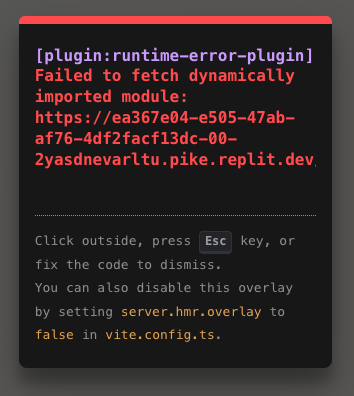 [plugin:runtime-error-plugin]
Failed to fetch dynamically
imported module:
https://ea367e04-e505-47ab-
af76-4df2facf13dc-00-
2yasdnevarltu.pike.replit.dev/
Click outside, press Esc key, or
fix the code to dismiss.
You can also disable this overlay
by setting server.hmr.overlay to
false in vite.config.ts.